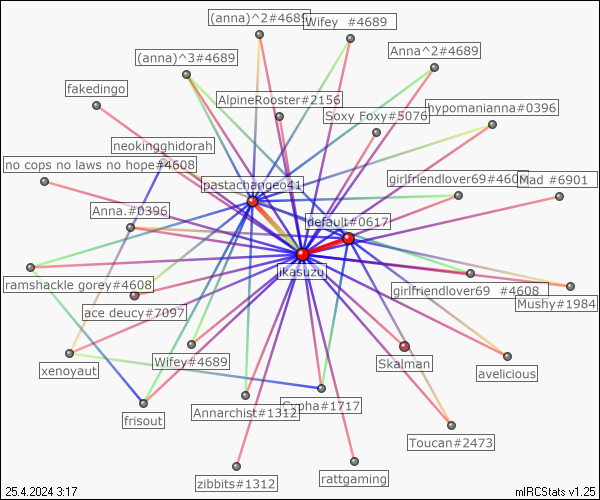 (anna)^2#4689
Wifey #4689
(anna)^3#4689
Anna^2#4689
fakedingo
AlpineRooster#2156
Soxy Foxy#5076
hypomanianna#0396
neokingghidorah
no cops no laws no hope#4608
pastachangeo41
girlfriendlover69#4608
Mad #6901
Anna.#0396
default#0617
ikasuzu
ramshackle gorey#4608
girlfriendlover69 #4608
Mushy#1984
ace deucy#7097
Wifey#4689
Skalman
xenoyaut
avelicious
frisout
Annarchist#1312
Cypha#1717
Toucan#2473
zibbits#1312
rattgaming
25.4.2024 3:17
mIRCStats v1.25